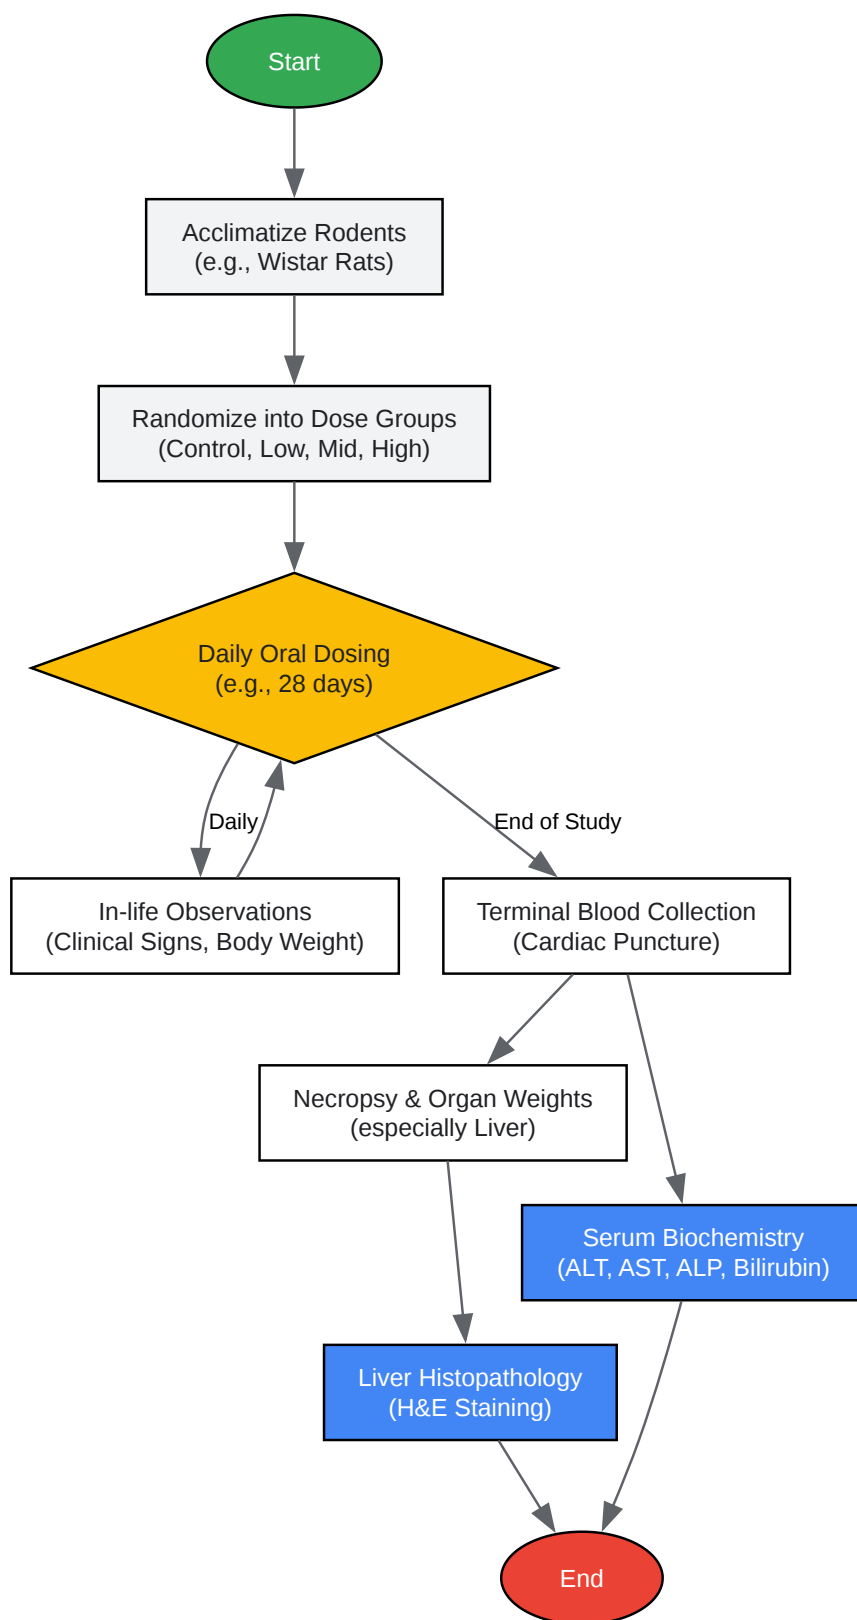 Start
Acclimatize Rodents
(e.g., Wistar Rats)
Randomize into Dose Groups
(Control, Low, Mid, High)
Daily Oral Dosing
(e.g., 28 days)
Daily
End of Study
In-life Observations
(Clinical Signs, Body Weight)
Terminal Blood Collection
(Cardiac Puncture)
Necropsy & Organ Weights
(especially Liver)
Serum Biochemistry
(ALT, AST, ALP, Bilirubin)
Liver Histopathology
(H&E Staining)
End